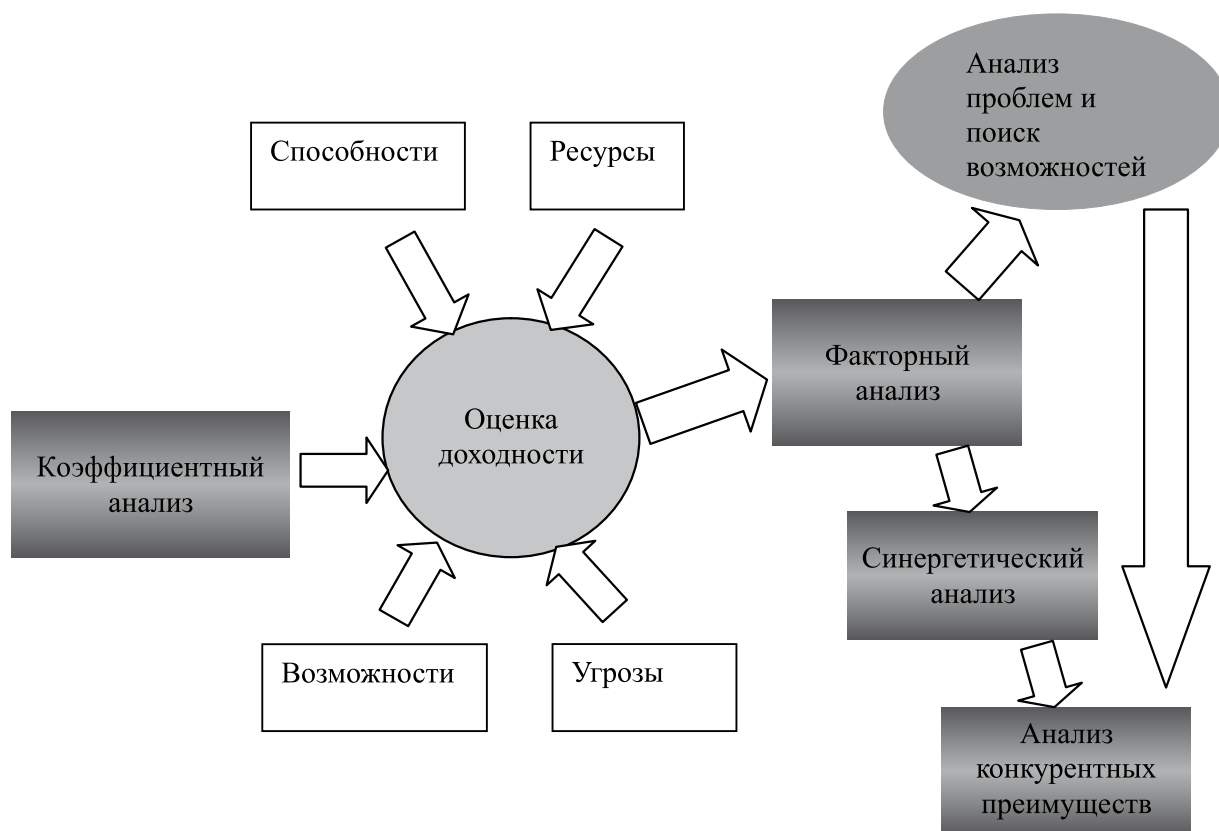 Анализ
проблем и
поиск
возможностей
Способности
Ресурсы
Факторный
анализ
Оценка
доходности
Коэффициентный
анализ
Синергетический
анализ
Возможности
Угрозы
Анализ
конкурентных
преимуществ